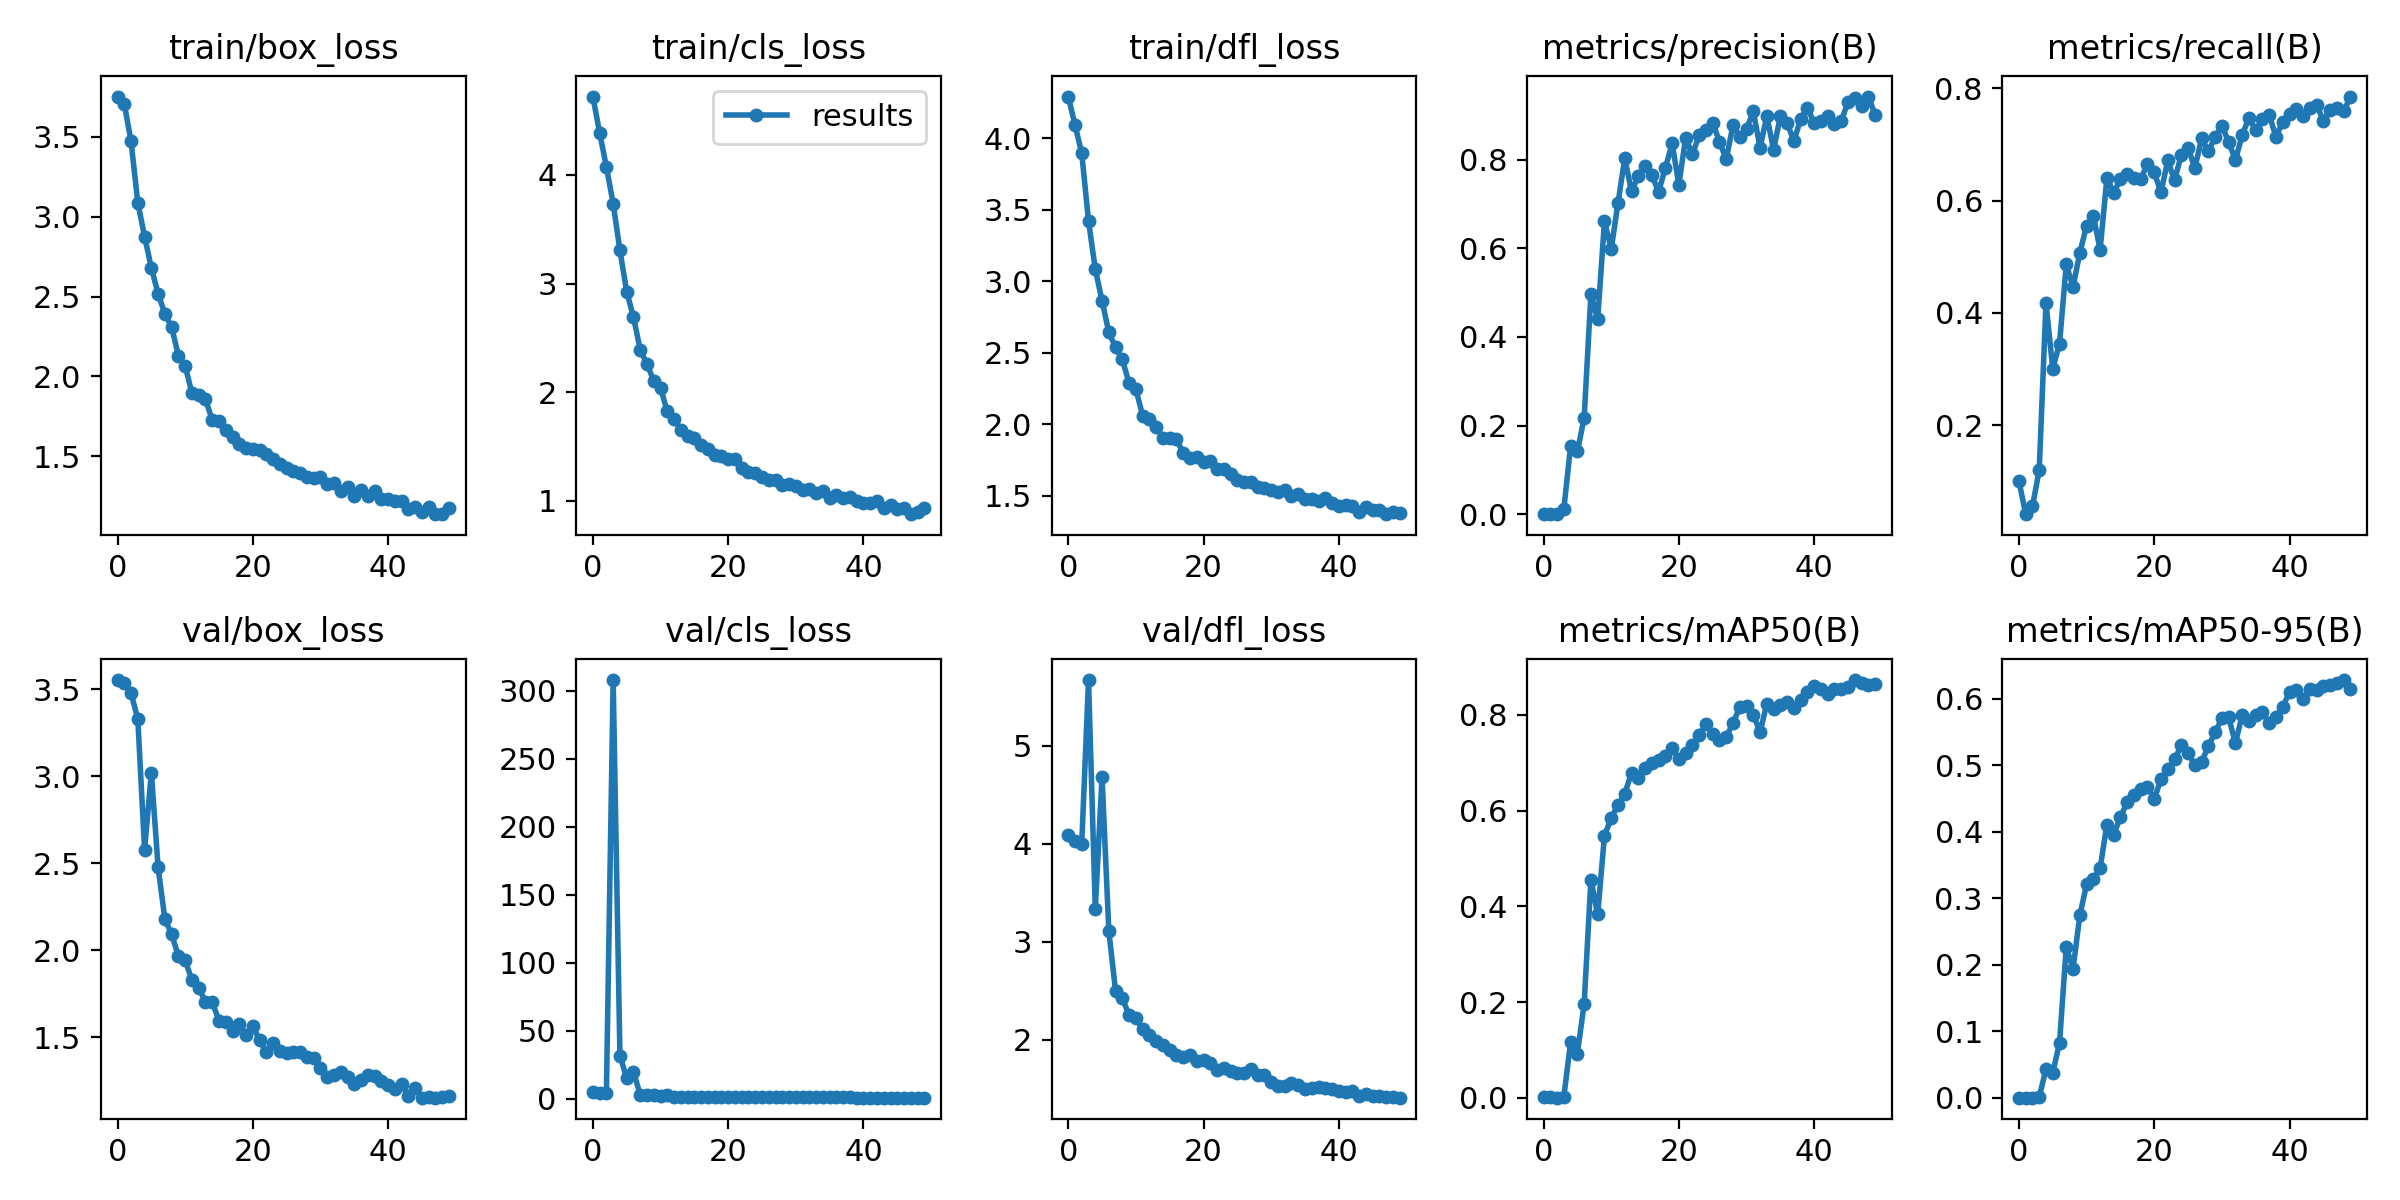 train/box_loss
train/cls_loss
train/dfl_loss
metrics/precision(B)
metrics/recall(B)
3.5
3.0
2.5
2.0
1.5
0 20 40
results
4
3
2
1
0 20 40
4.0
3.5
3.0
2.5
2.0
1.5
0 20 40
0.8
0.6
0.4
0.2
0.0
0 20 40
0.8
0.6
0.4
0.2
0 20 40
val/box_loss
val/cls_loss
val/dfl_loss
metrics/mAP50(B)
metrics/mAP50-95(B)
3.5
3.0
2.5
2.0
1.5
0 20 40
300
250
200
150
100
50
0
0 20 40
5
4
3
2
0 20 40
0.8
0.6
0.4
0.2
0.0
0 20 40
0.6
0.5
0.4
0.3
0.2
0.1
0.0
0 20 40